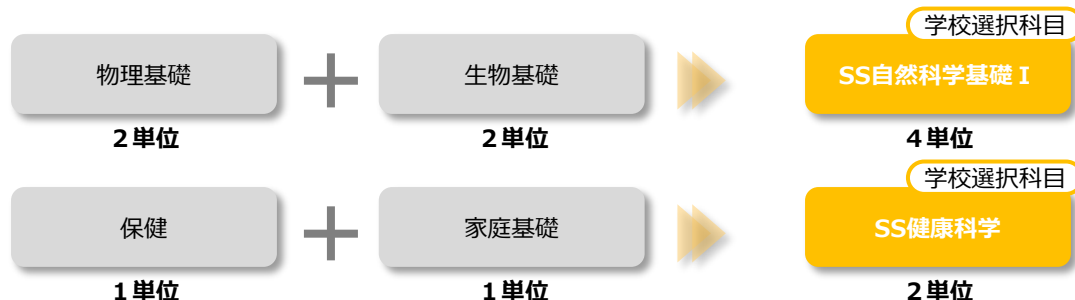 学校選択科目
物理基礎
生物基礎
SS自然科学基礎Ⅰ
２単位
２単位
４単位
学校選択科目
保健
家庭基礎
SS健康科学
１単位
１単位
２単位